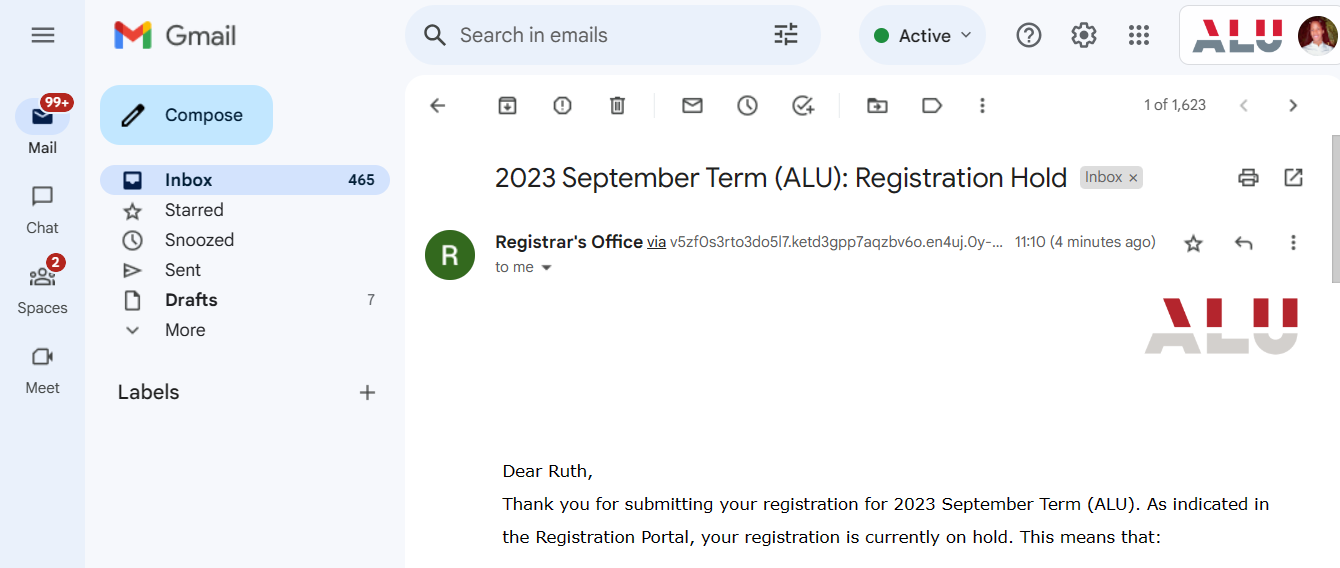 Gmail
Search in emails
Active
ALU
99+
Mail
Compose
1 of 1,623
Inbox 465
2023 September Term (ALU): Registration Hold Inbox ×
Chat
Starred
Snoozed
Registrar's Office via v5zf0s3rto3do5l7.ketd3gpp7aqzbv6o.en4uj.0y-... 11:10 (4 minutes ago)
R
to me
2
Spaces
Sent
Drafts 7
More
ALU
Meet
Labels
Dear Ruth,
Thank you for submitting your registration for 2023 September Term (ALU). As indicated in
the Registration Portal, your registration is currently on hold. This means that: